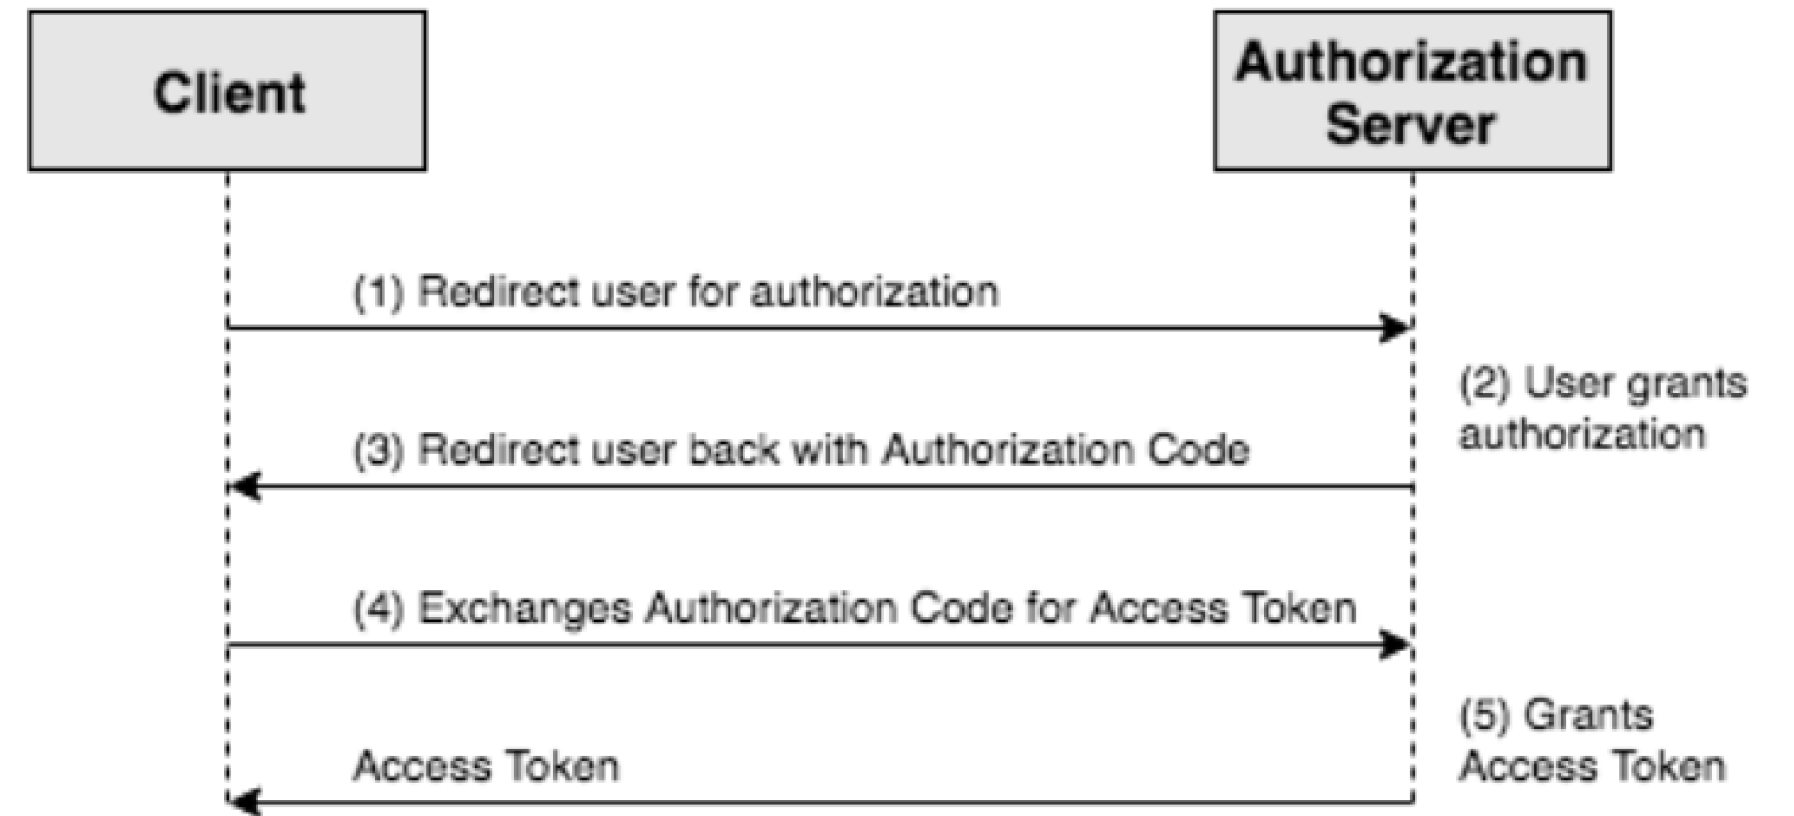 Client
Authorization
Server
(1) Redirect user for authorization
(2) User grants
authorization
(3) Redirect user back with Authorization Code
(4) Exchanges Authorization Code for Access Token
(5) Grants
Access Token
Access Token